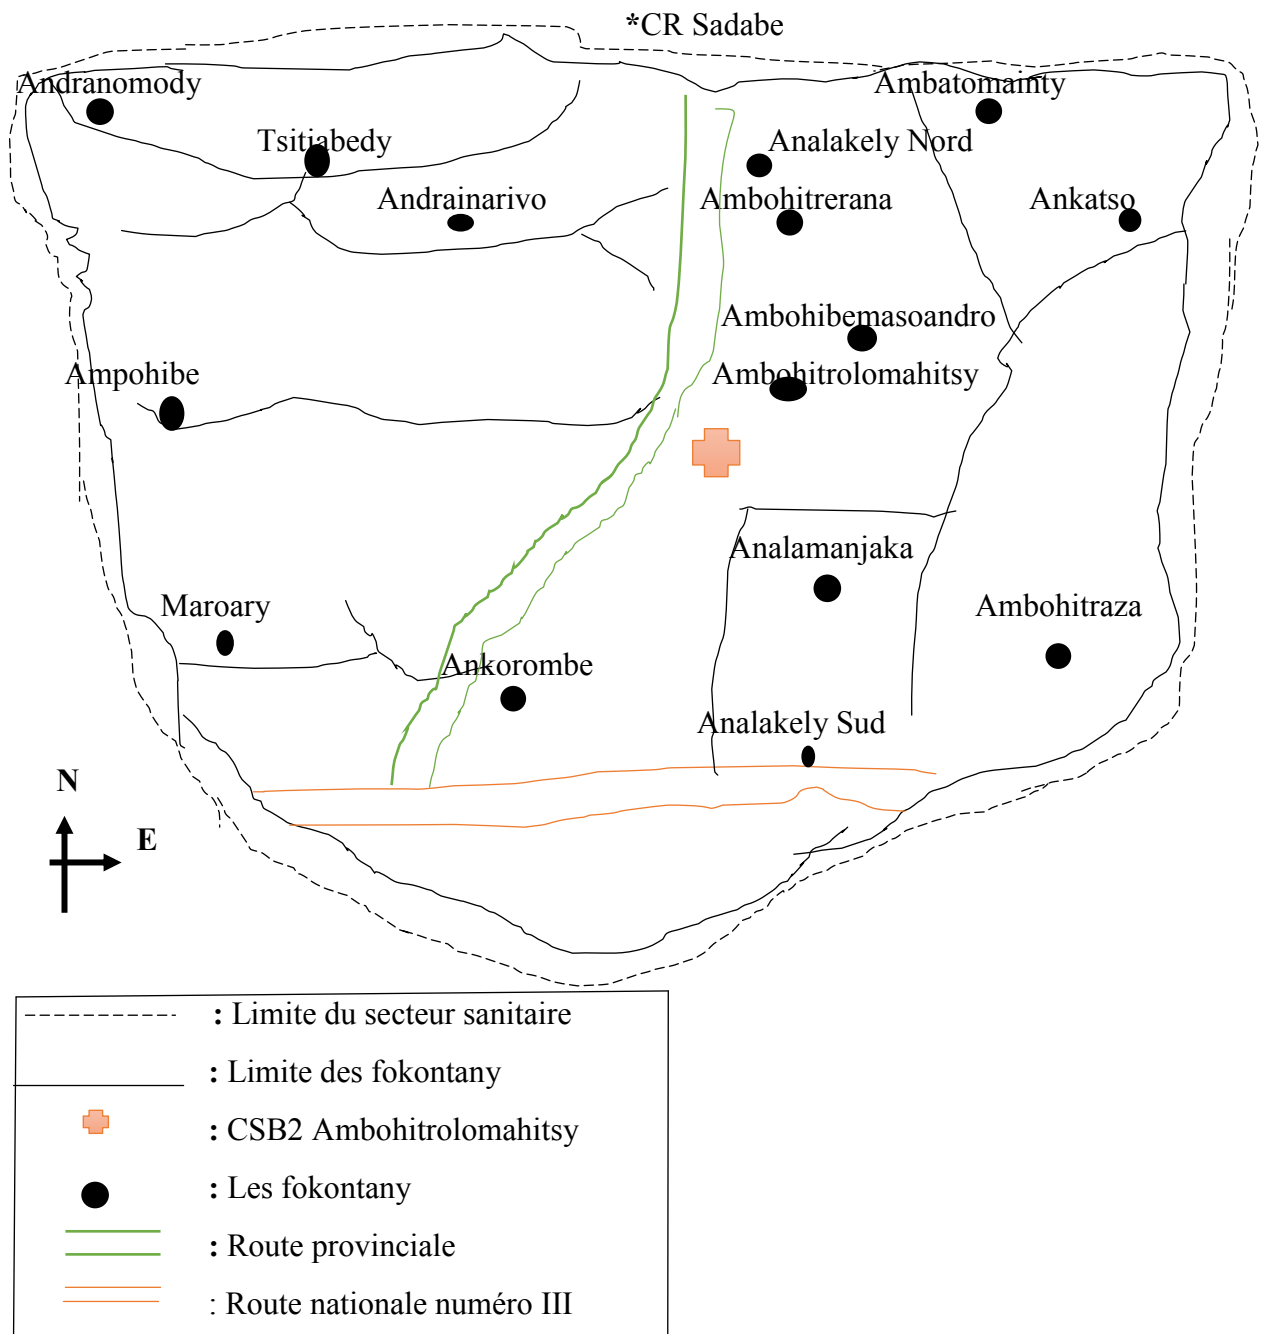 *CR Sadabe
Andranomody
Ambatomainty
Tsitiabedy
Analakely Nord
Andrainarivo
Ambohitrerana
Ankatso
Ambohibemasoandro
Ampohibe
Ambohitrolomahitsy
Analamanjaka
Maroary
Ambohitraza
Ankorombe
Analakely Sud
N
E
: Limite du secteur sanitaire
: Limite des fokontany
: CSB2 Ambohitrolomahitsy
: Les fokontany
: Route provinciale
: Route nationale numéro III